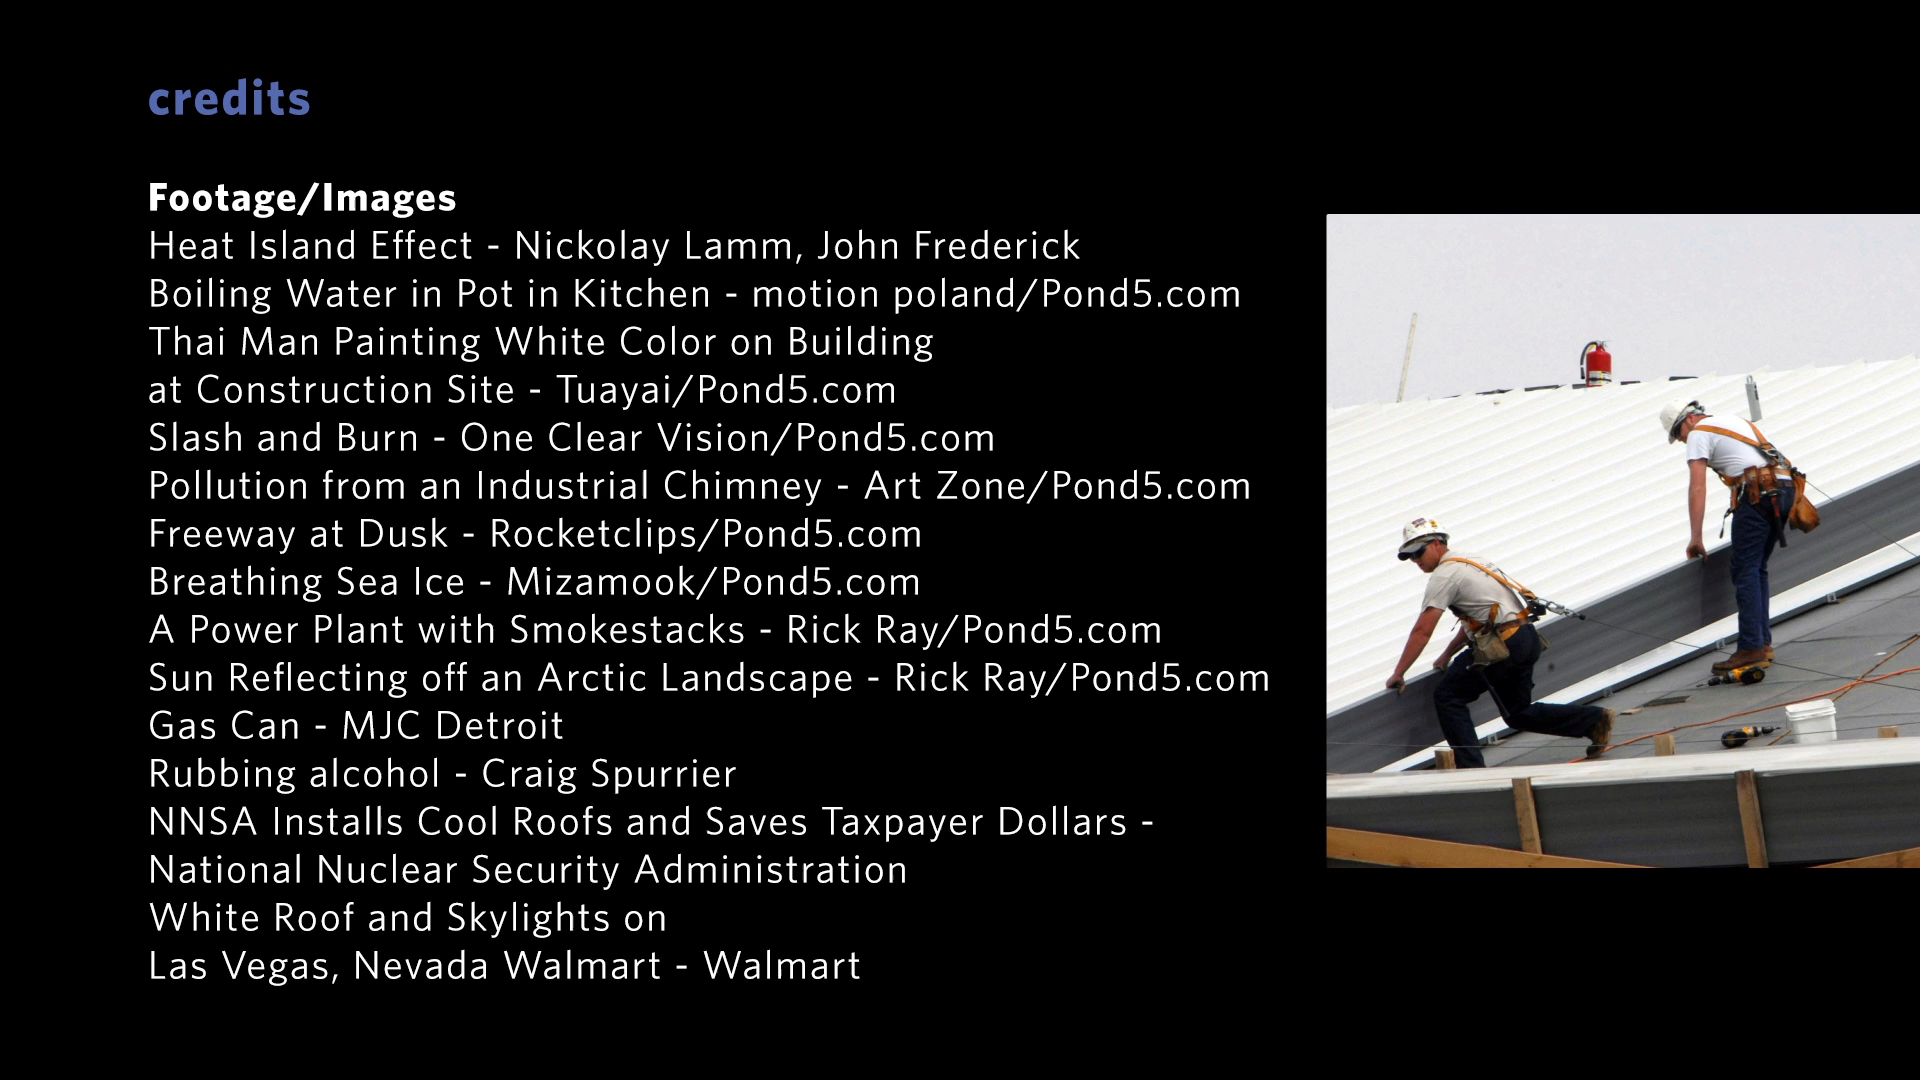 credits
Footage/Images
Heat Island Effect - Nickolay Lamm, John Frederick
Boiling Water in Pot in Kitchen - motion poland/Pond5.com
Thai Man Painting White Color on Building
at Construction Site - Tuayai/Pond5.com
Slash and Burn - One Clear Vision/Pond5.com
Pollution from an Industrial Chimney - Art Zone/Pond5.com
Freeway at Dusk - Rocketclips/Pond5.com
Breathing Sea Ice - Mizamook/Pond5.com
A Power Plant with Smokestacks - Rick Ray/Pond5.com
Sun Reflecting off an Arctic Landscape - Rick Ray/Pond5.com
Gas Can - MJC Detroit
Rubbing alcohol - Craig Spurrier
NNSA Installs Cool Roofs and Saves Taxpayer Dollars -
National Nuclear Security Administration
White Roof and Skylights on
Las Vegas, Nevada Walmart - Walmart